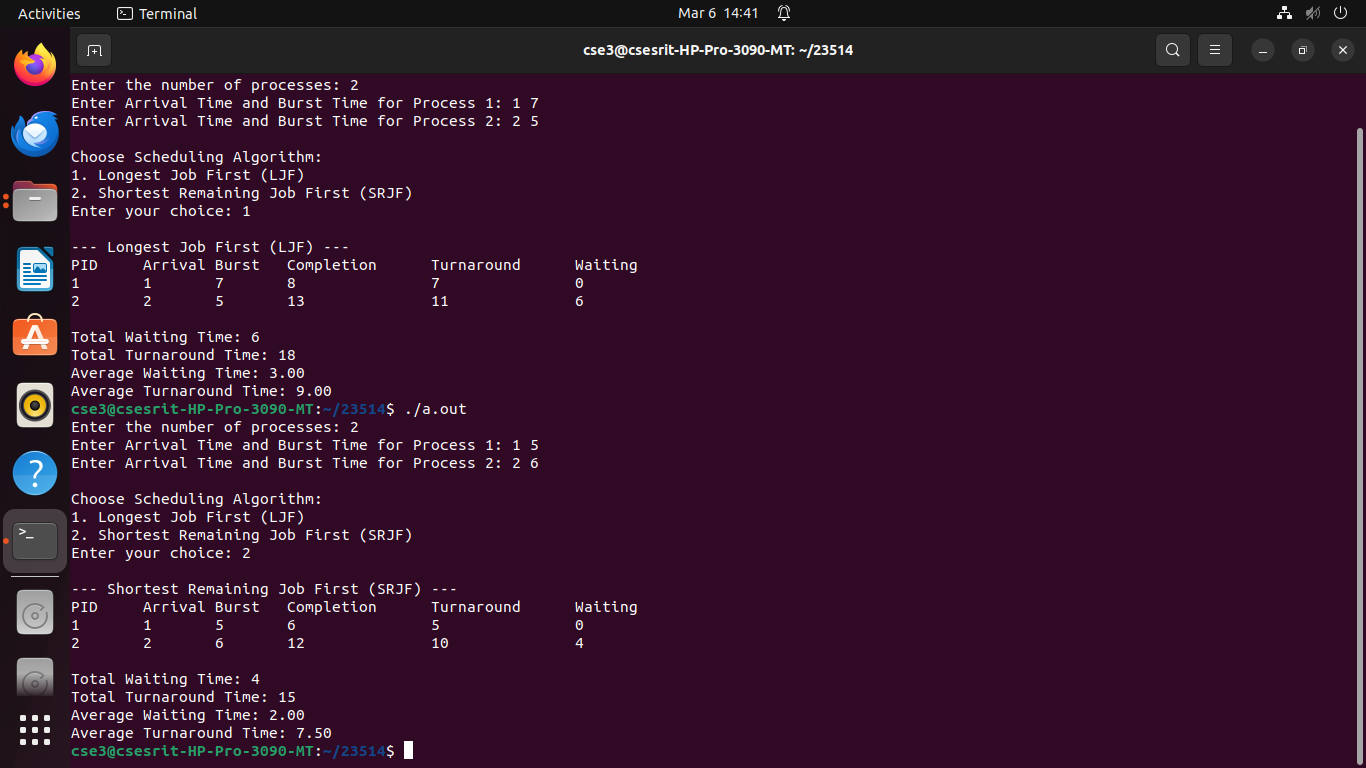 Activities Terminal Mar 6 14:41
cse3@csesrit-HP-Pro-3090-MT: ~/23514
Enter the number of processes: 2
Enter Arrival Time and Burst Time for Process 1: 1 7
Enter Arrival Time and Burst Time for Process 2: 2 5
Choose Scheduling Algorithm:
1. Longest Job First (LJF)
2. Shortest Remaining Job First (SRJF)
Enter your choice: 1
--- Longest Job First (LJF) ---
PID Arrival Burst Completion Turnaround Waiting
1 1 7 8 7 0
2 2 5 13 11 6
Total Waiting Time: 6
Total Turnaround Time: 18
Average Waiting Time: 3.00
Average Turnaround Time: 9.00
cse3@csesrit-HP-Pro-3090-MT:~/23514$ ./a.out
Enter the number of processes: 2
Enter Arrival Time and Burst Time for Process 1: 1 5
Enter Arrival Time and Burst Time for Process 2: 2 6
Choose Scheduling Algorithm:
1. Longest Job First (LJF)
2. Shortest Remaining Job First (SRJF)
Enter your choice: 2
--- Shortest Remaining Job First (SRJF) ---
PID Arrival Burst Completion Turnaround Waiting
1 1 5 6 5 0
2 2 6 12 10 4
Total Waiting Time: 4
Total Turnaround Time: 15
Average Waiting Time: 2.00
Average Turnaround Time: 7.50
cse3@csesrit-HP-Pro-3090-MT:~/23514$